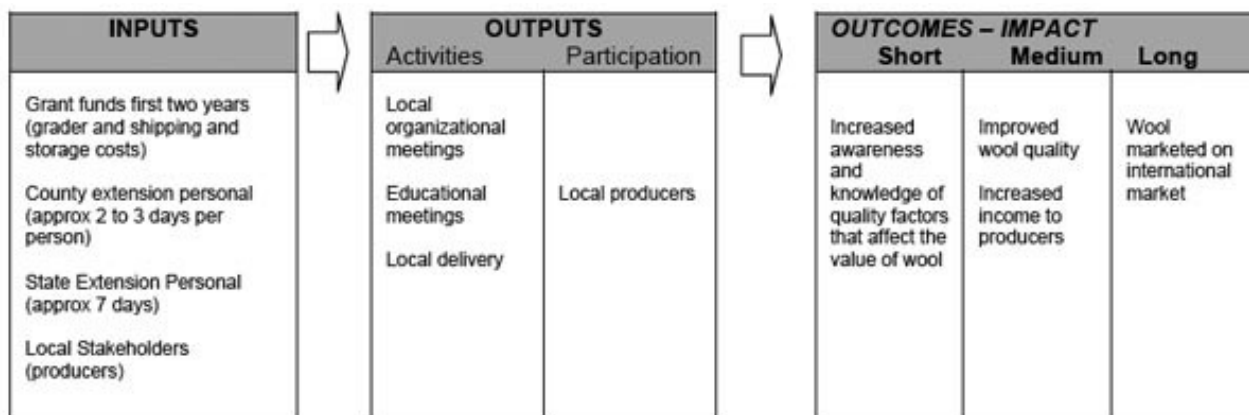 INPUTS
Grant funds first two years
(grader and shipping and
storage costs)
County extension personal
(approx 2 to 3 days per
person)
State Extension Personal
(approx 7 days)
Local Stakeholders
(producers)
OUTPUTS
Activities Participation
Local
organizational
meetings
Educational
meetings
Local delivery
Local producers
OUTCOMES – IMPACT
Short Medium Long
Increased
awareness
and
knowledge of
quality factors
that affect the
value of wool
Improved
wool quality
Increased
income to
producers
Wool
marketed on
international
market